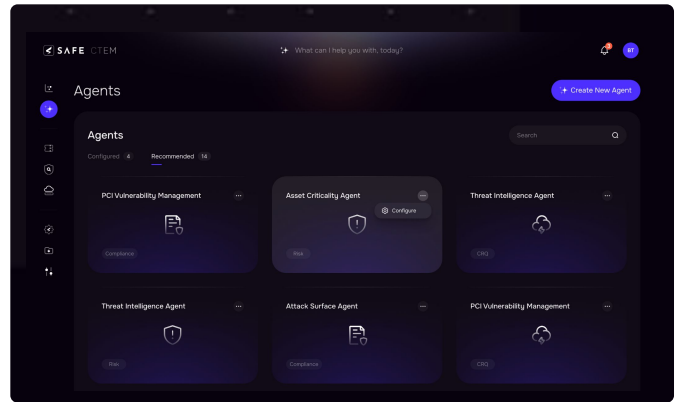 SAFE CTEM
What can I help you with, today?
3
BT
Agents
Create New Agent
Agents
Search
Configured 4 Recommended 14
PCI Vulnerability Management
Compliance
Asset Criticality Agent
Configure
Risk
Threat Intelligence Agent
CRQ
Threat Intelligence Agent
Risk
Attack Surface Agent
Compliance
PCI Vulnerability Management
CRQ